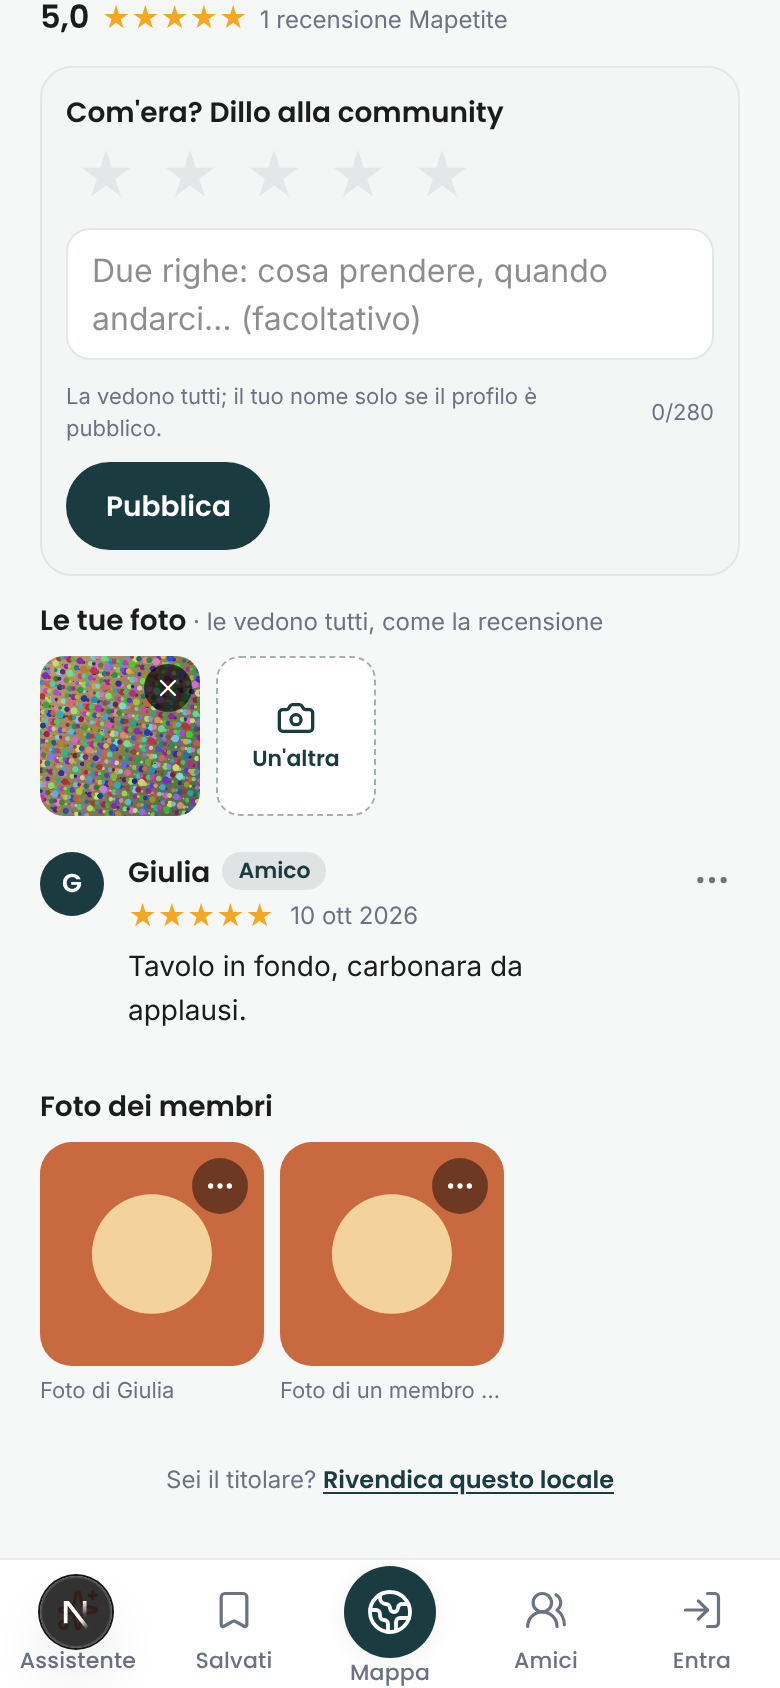 5,0 ★★★★★ 1 recensione Mapetite
Com'era? Dillo alla community
Due righe: cosa prendere, quando
andarci... (facoltativo)
La vedono tutti; il tuo nome solo se il profilo è
pubblico.
0/280
Pubblica
Le tue foto · le vedono tutti, come la recensione
Un'altra
G
Giulia Amico
★★★★★ 10 ott 2026
Tavolo in fondo, carbonara da
applausi.
Foto dei membri
Foto di Giulia
Foto di un membro ...
Sei il titolare? Rivendica questo locale
N
Assistente
Salvati
Mappa
Amici
Entra